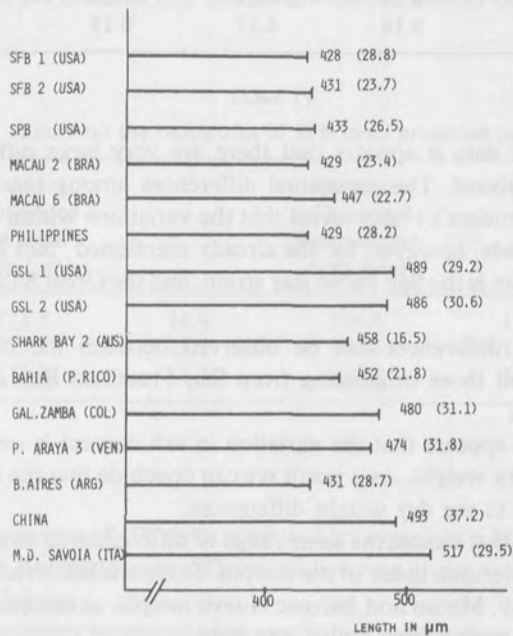 SFB 1 (USA) 428 (28.8)
SFB 2 (USA) 431 (23.7)
SPB (USA) 433 (26.5)
MACAU 7 (BRA) 429 (23.4)
MACAU 6 (BRA) 447 (22.7)
PHILIPPINES 429 (28.2)
GSL 1 (USA) 489 (29.2)
GSL 2 (USA) 486 (30.6)
SHARK BAY 2 (AUS) 458 (16.5)
BAHIA (P.RICO) 452 (21.8)
GAL.ZAMBA (COL) 480 (31.1)
P. ARAYA 3 (VEN) 474 (31.8)
B.AIRES (ARG) 431 (28.7)
CHINA 493 (37.2)
M.D. SAVOIA (ITA) 517 (29.5)
400 500
LENGTH IN µm